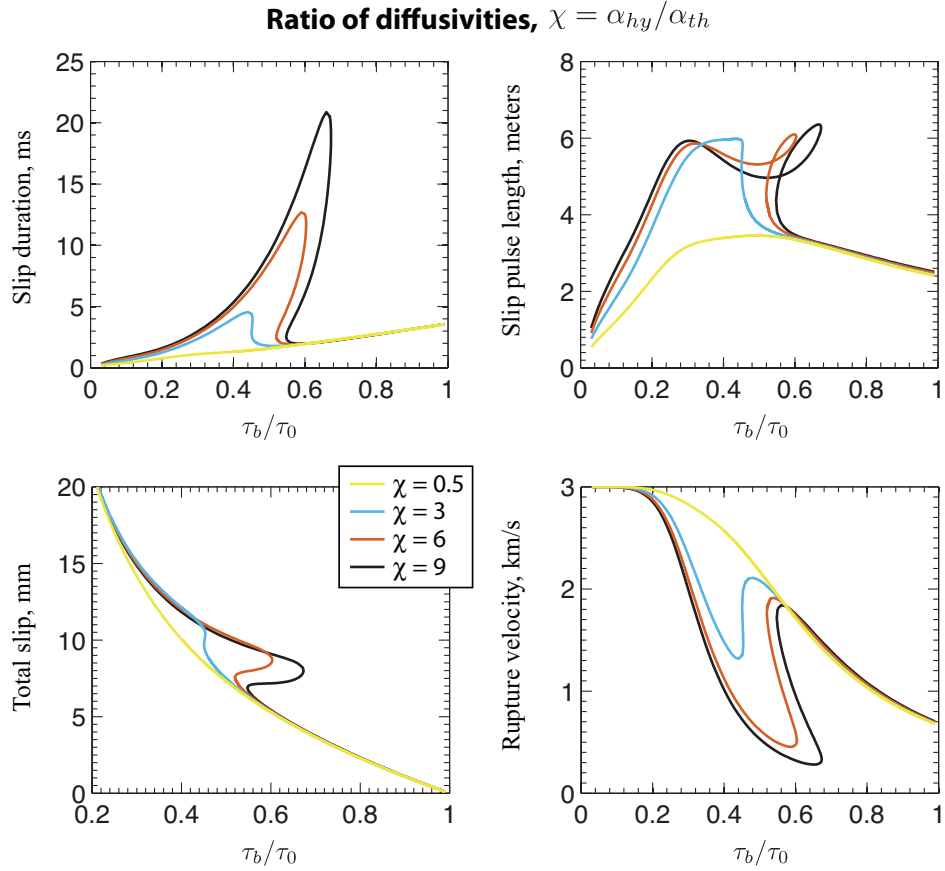 Ratio of diffusivities, χ = α_hy/α_th
25
20
15
10
5
0
Slip duration, ms
0 0.2 0.4 0.6 0.8 1
τ_b/τ_0
8
6
4
2
0
Slip pulse length, meters
0 0.2 0.4 0.6 0.8 1
τ_b/τ_0
20
15
10
5
0
Total slip, mm
χ = 0.5
χ = 3
χ = 6
χ = 9
0.2 0.4 0.6 0.8 1
τ_b/τ_0
3
2
1
0
Rupture velocity, km/s
0 0.2 0.4 0.6 0.8 1
τ_b/τ_0